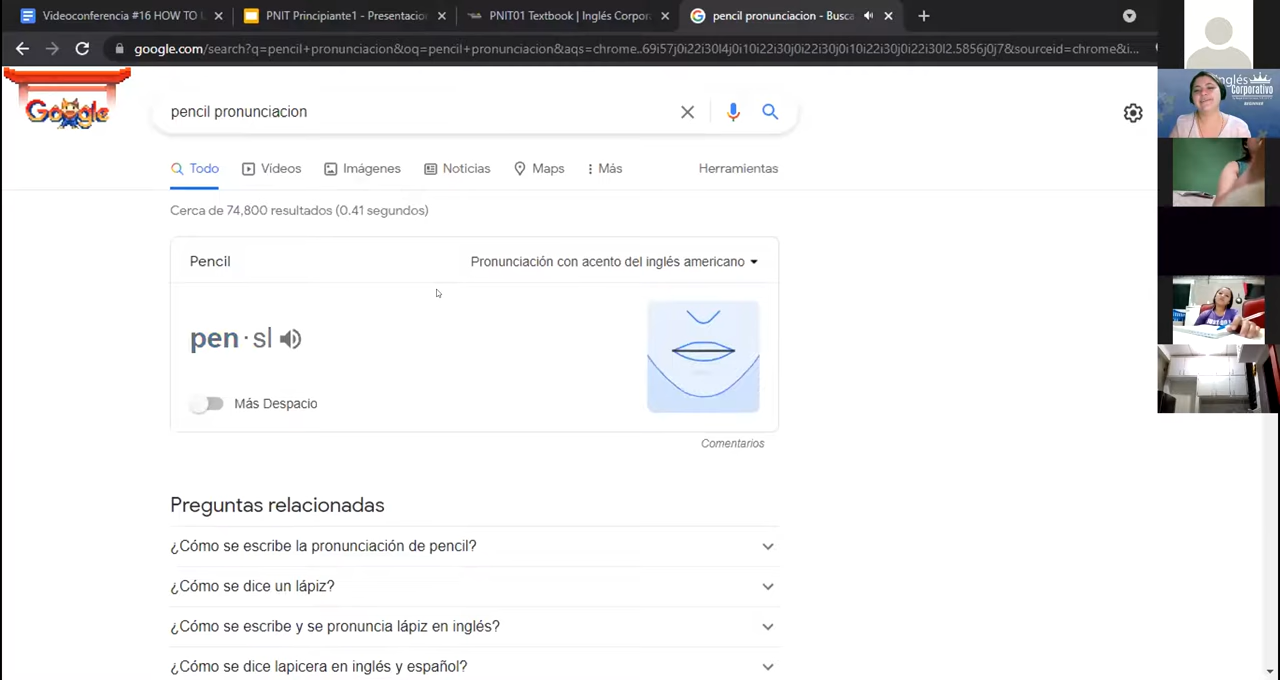 Videoconferencia #16 HOW TO
PNIT Principiante1 - Presentacio
PNIT01 Textbook | Inglés Corpor
pencil pronunciacion - Busca
google.com/search?q=pencil+pronunciacion&oq=pencil+pronunciacion&aqs=chrome..69i57j0i22i30l4j0i10i22i30j0i22i30j0i10i22i30j0i22i30l2.5856j0j7&sourceid=chrome&i...
Google
pencil pronunciacion
Todo
Vídeos
Imágenes
Noticias
Maps
Más
Herramientas
Cerca de 74,800 resultados (0.41 segundos)
Pencil
Pronunciación con acento del inglés americano
pen · sl
Más Despacio
Comentarios
Preguntas relacionadas
¿Cómo se escribe la pronunciación de pencil?
¿Cómo se dice un lápiz?
¿Cómo se escribe y se pronuncia lápiz en inglés?
¿Cómo se dice lapicera en inglés y español?
Inglés
Corporativo
BEGINNER